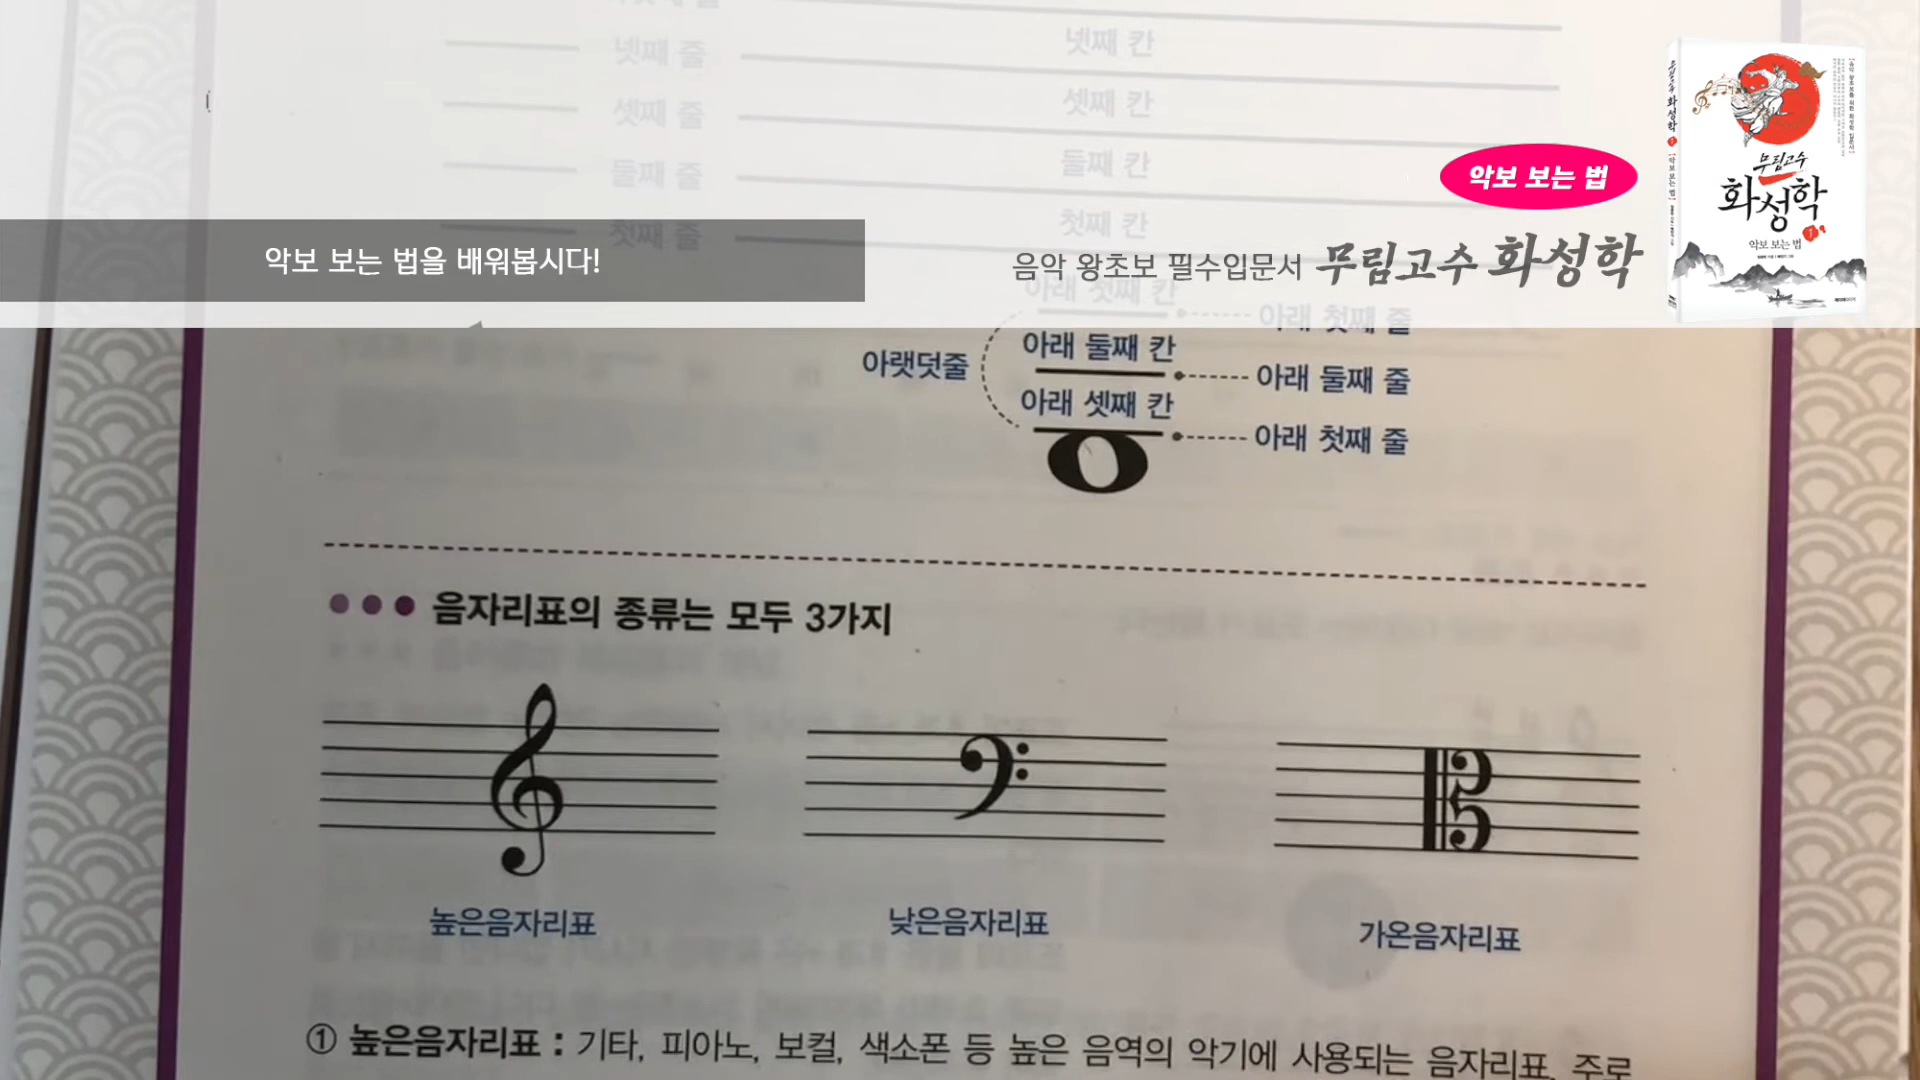 넷째 줄
넷째 칸
셋째 줄
셋째 칸
둘째 줄
둘째 칸
첫째 줄
첫째 칸
악보 보는 법
악보 보는 법을 배워봅시다!
음악 왕초보 필수입문서 무림고수 화성학
무림고수
화성학
1
악보 보는 법
아래 첫째 칸
아래 첫째 줄
아랫덧줄
아래 둘째 칸
아래 둘째 줄
아래 셋째 칸
아래 첫째 줄
음자리표의 종류는 모두 3가지
높은음자리표
낮은음자리표
가온음자리표
① 높은음자리표 : 기타, 피아노, 보컬, 색소폰 등 높은 음역의 악기에 사용되는 음자리표, 주로